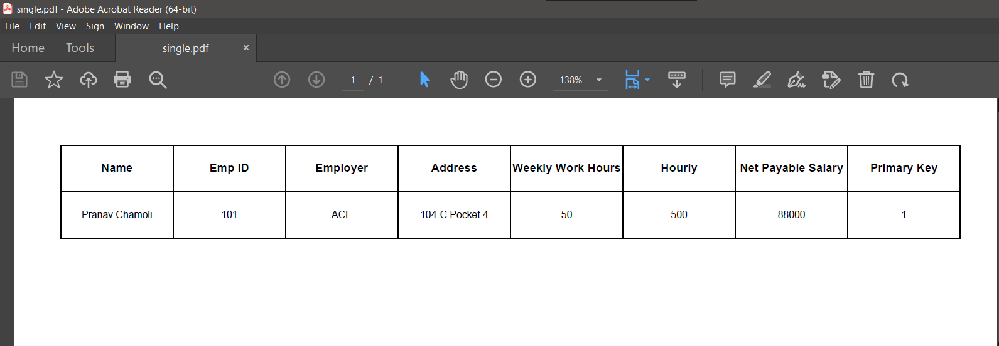 single.pdf - Adobe Acrobat Reader (64-bit)
File Edit View Sign Window Help
Home Tools single.pdf ×
1 / 1 138%
Name Emp ID Employer Address Weekly Work Hours Hourly Net Payable Salary Primary Key
Pranav Chamoli 101 ACE 104-C Pocket 4 50 500 88000 1